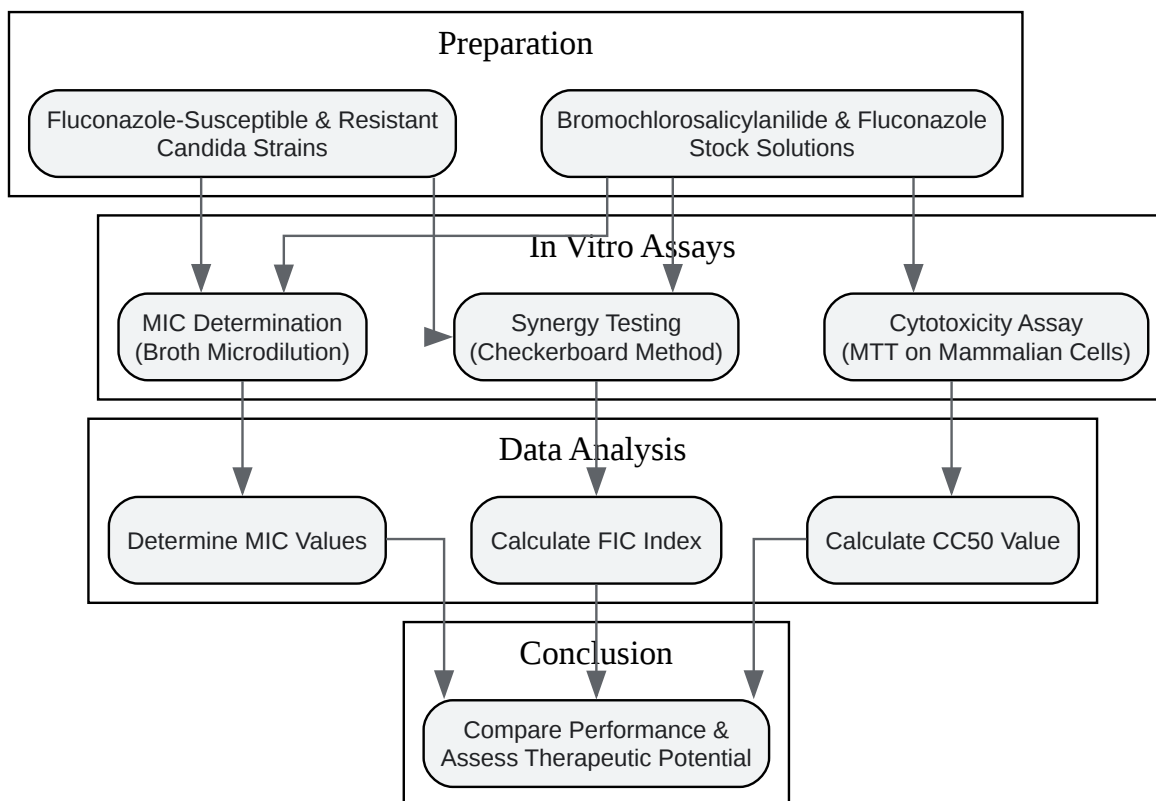 Preparation
Fluconazole-Susceptible & Resistant
Candida Strains
Bromochlorosalicylanilide & Fluconazole
Stock Solutions
In Vitro Assays
MIC Determination
(Broth Microdilution)
Synergy Testing
(Checkerboard Method)
Cytotoxicity Assay
(MTT on Mammalian Cells)
Data Analysis
Determine MIC Values
Calculate FIC Index
Calculate CC50 Value
Conclusion
Compare Performance &
Assess Therapeutic Potential